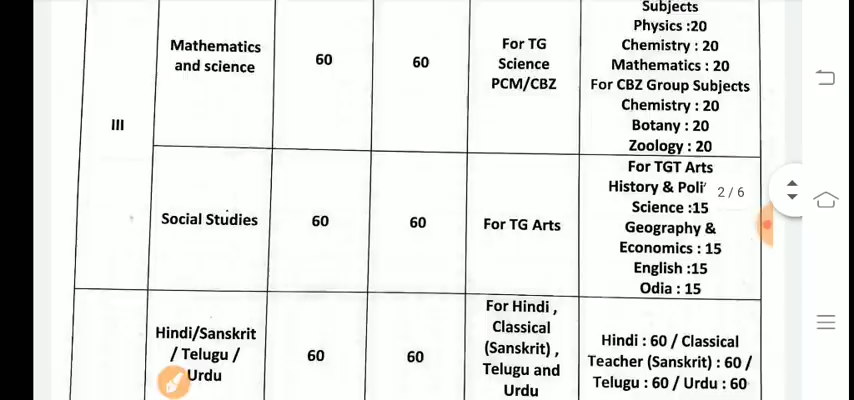 Subjects
Physics :20
Chemistry : 20
Mathematics : 20
For CBZ Group Subjects
Chemistry : 20
Botany : 20
Zoology : 20
Mathematics
and science
60
60
For TG
Science
PCM/CBZ
III
Social Studies
60
60
For TG Arts
For TGT Arts
History & Poli
Science :15
Geography &
Economics : 15
English :15
Odia : 15
2 / 6
Hindi/Sanskrit
/ Telugu /
Urdu
60
60
For Hindi ,
Classical
(Sanskrit) ,
Telugu and
Urdu
Hindi : 60 / Classical
Teacher (Sanskrit) : 60 /
Telugu : 60 / Urdu : 60